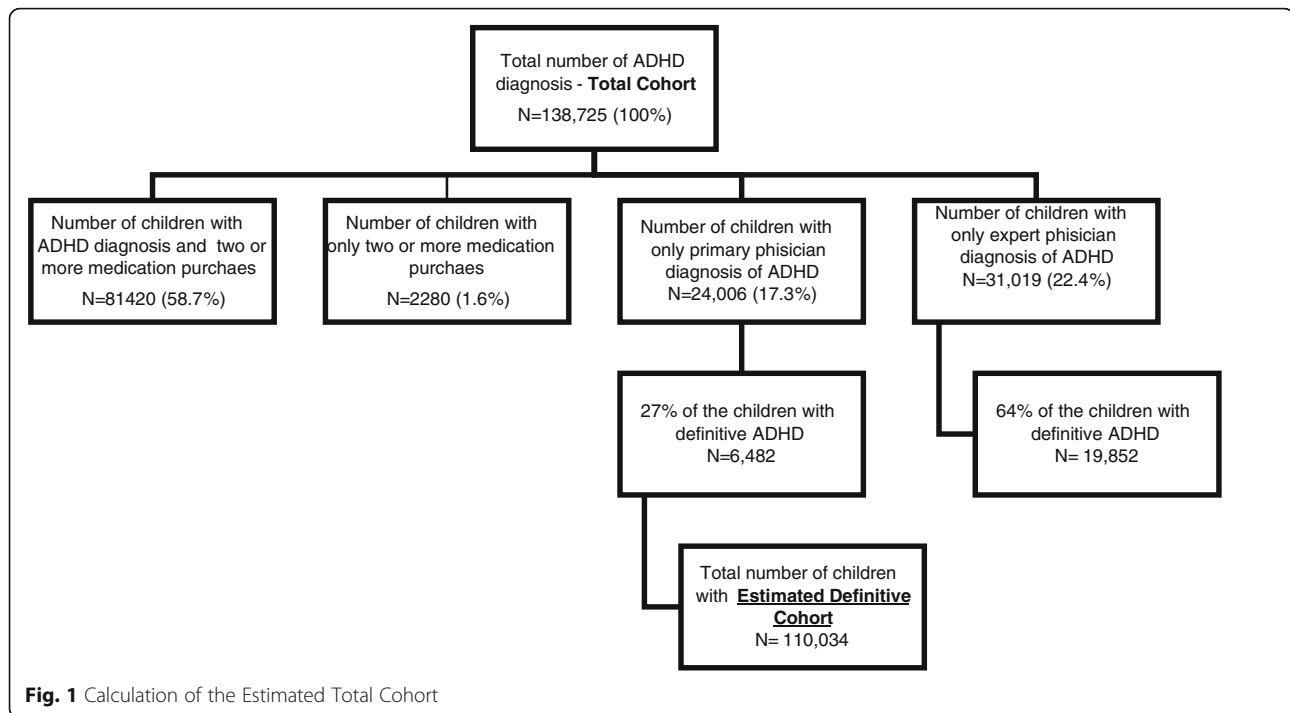 Total number of ADHD
diagnosis - Total Cohort
N=138,725 (100%)
Number of children with
ADHD diagnosis and two or
more medication purchaes
N=81420 (58.7%)
Number of children with
only two or more medication
purchaes
N=2280 (1.6%)
Number of children with
only primary phisician
diagnosis of ADHD
N=24,006 (17.3%)
Number of children with
only expert phisician
diagnosis of ADHD
N=31,019 (22.4%)
27% of the children with
definitive ADHD
N=6,482
64% of the children with
definitive ADHD
N= 19,852
Total number of children
with Estimated Definitive
Cohort
N= 110,034
Fig. 1 Calculation of the Estimated Total Cohort